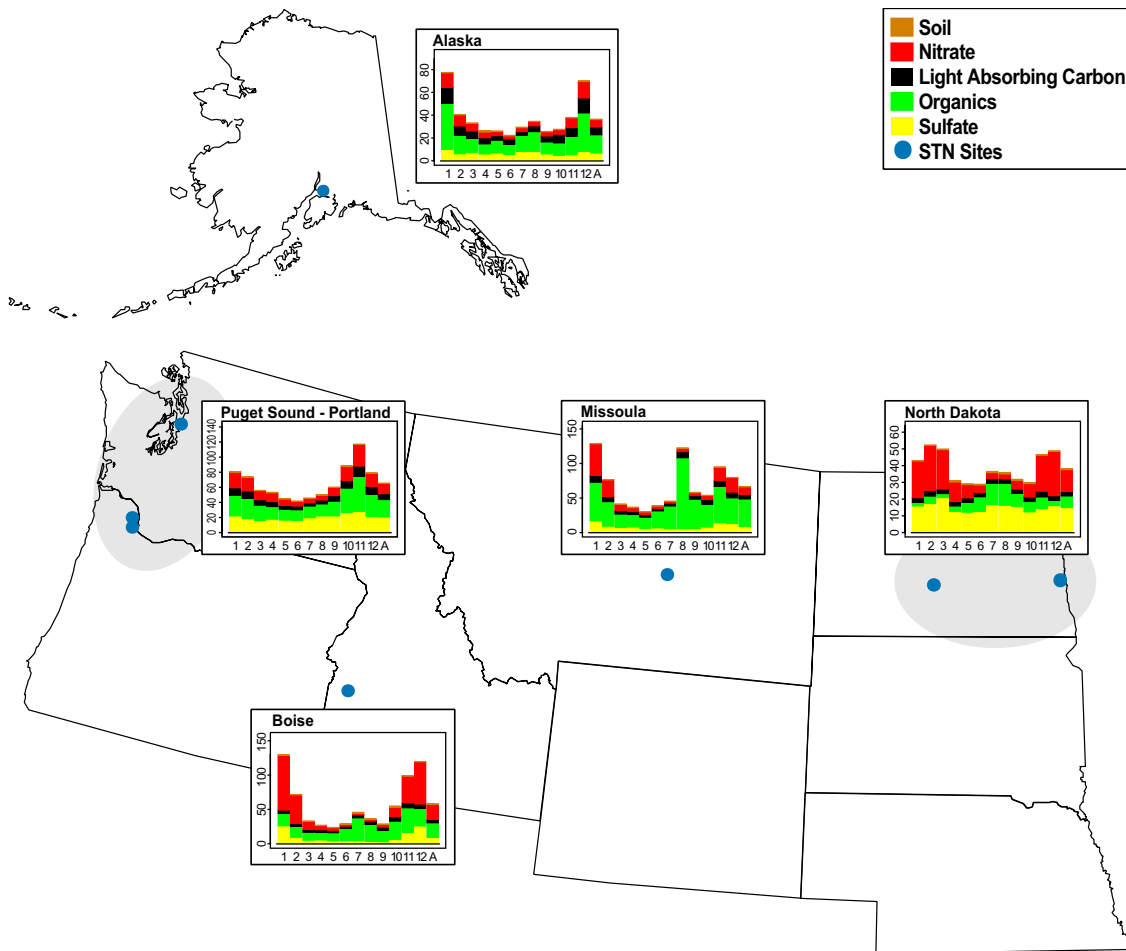 Alaska
0 20 40 60 80
1 2 3 4 5 6 7 8 9 10 11 12 A
Soil
Nitrate
Light Absorbing Carbon
Organics
Sulfate
STN Sites
Puget Sound - Portland
0 20 40 60 80 100 120 140
1 2 3 4 5 6 7 8 9 10 11 12 A
Missoula
0 50 100 150
1 2 3 4 5 6 7 8 9 10 11 12 A
North Dakota
0 10 20 30 40 50 60
1 2 3 4 5 6 7 8 9 10 11 12 A
Boise
0 50 100 150
1 2 3 4 5 6 7 8 9 10 11 12 A